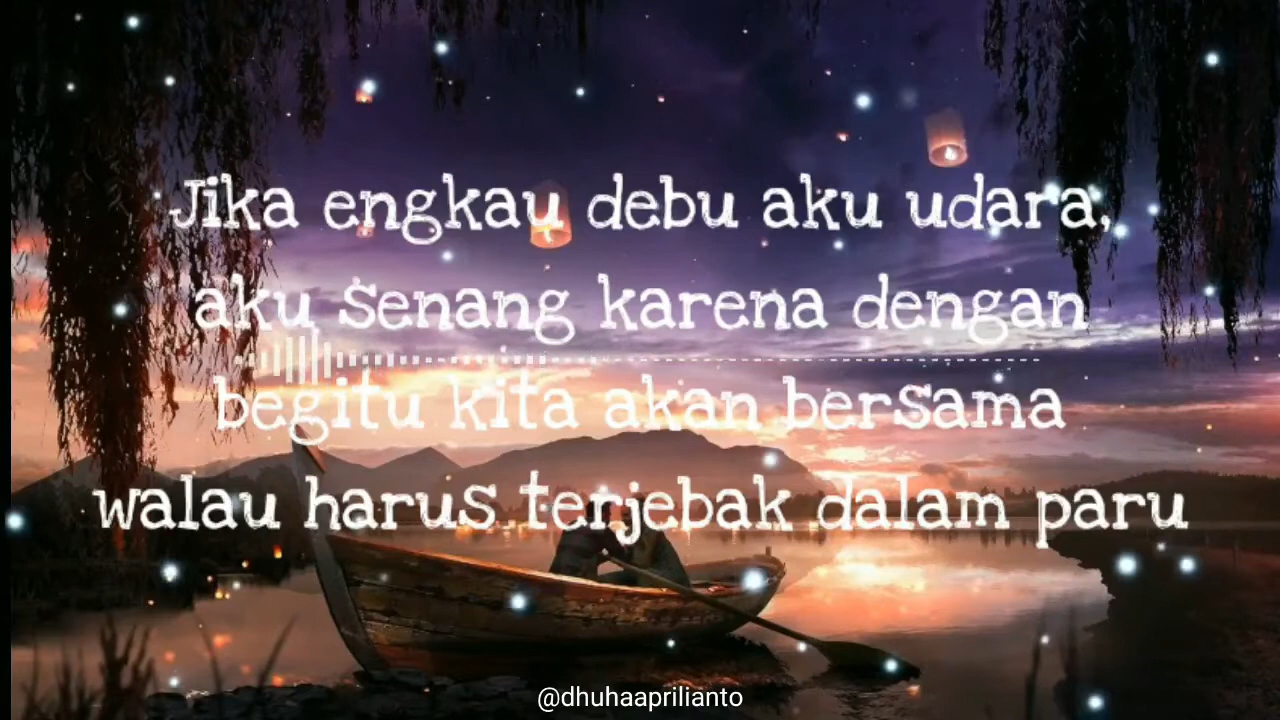 Jika engkau debu aku udara,
aku senang karena dengan
begitu kita akan bersama
walau harus terjebak dalam paru
@dhuhaaprilianto